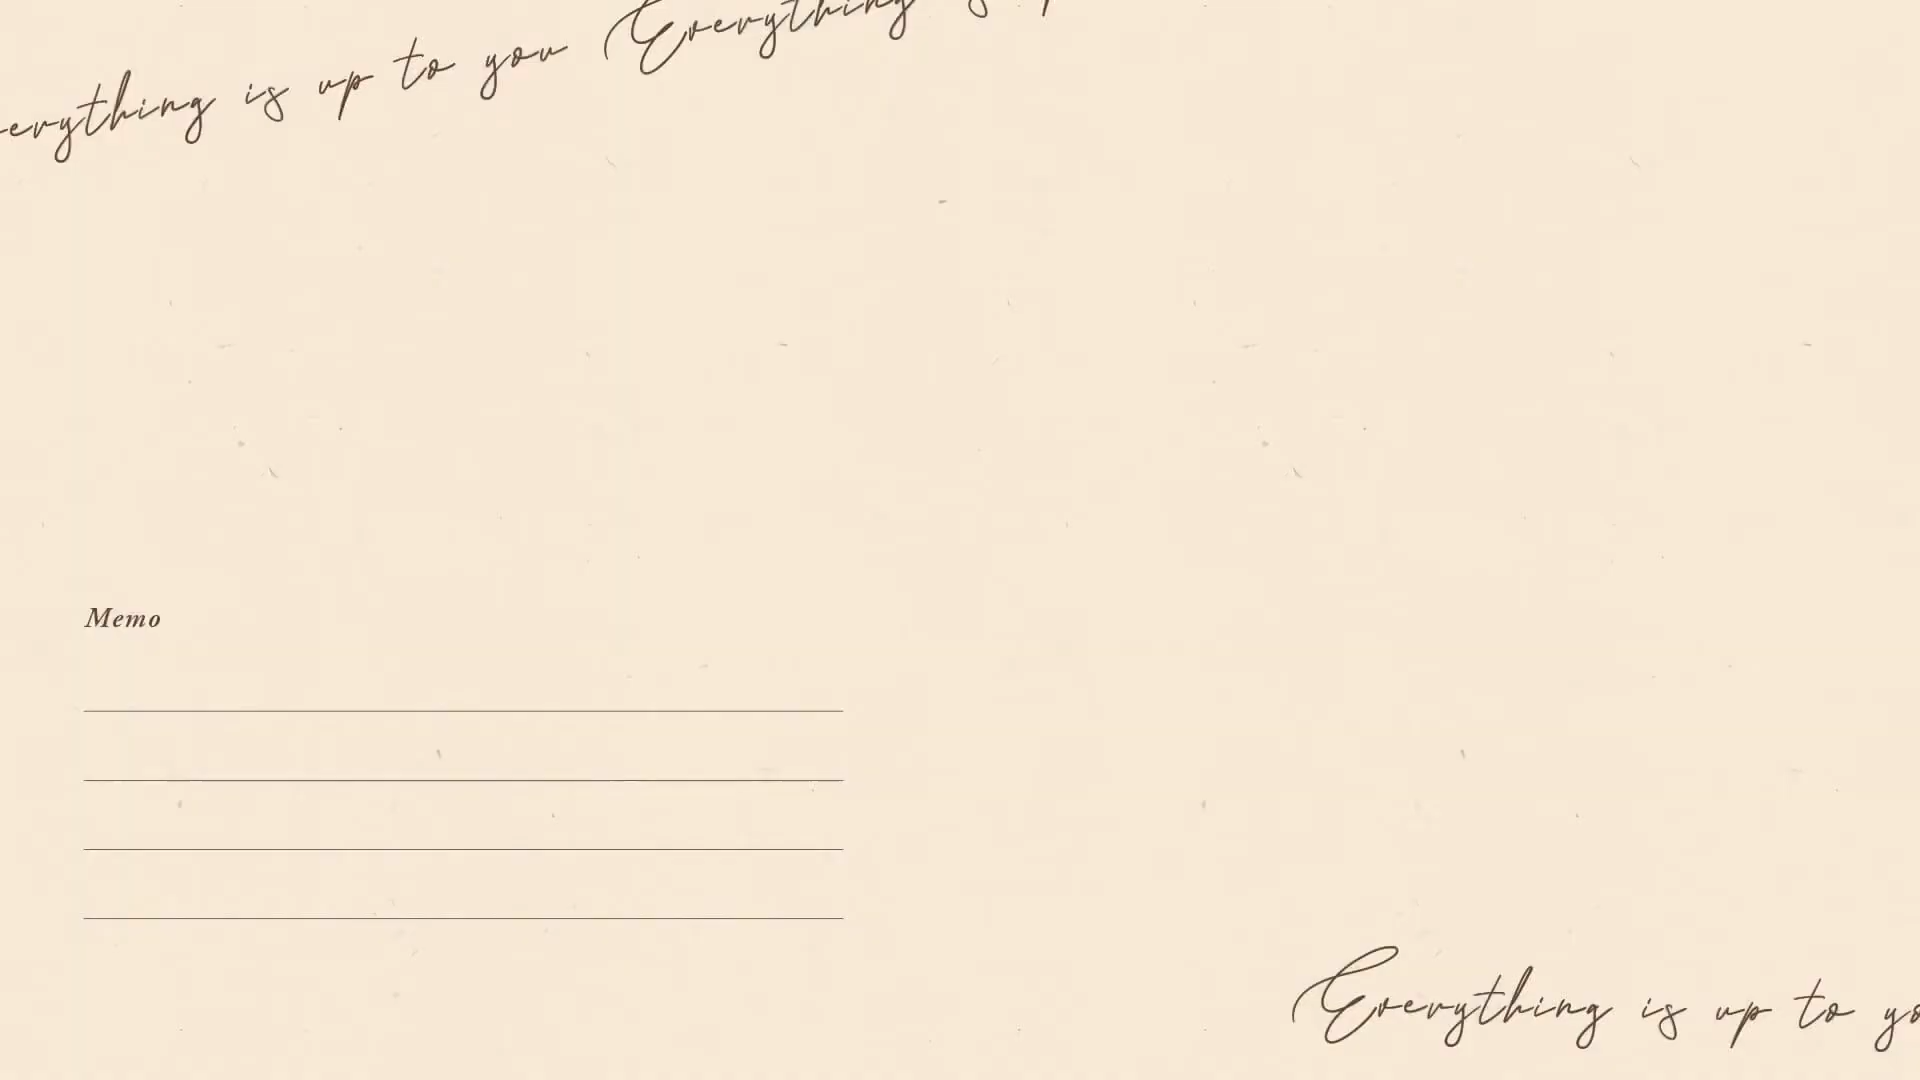 erything is up to you Everything
Memo
Everything is up to yo